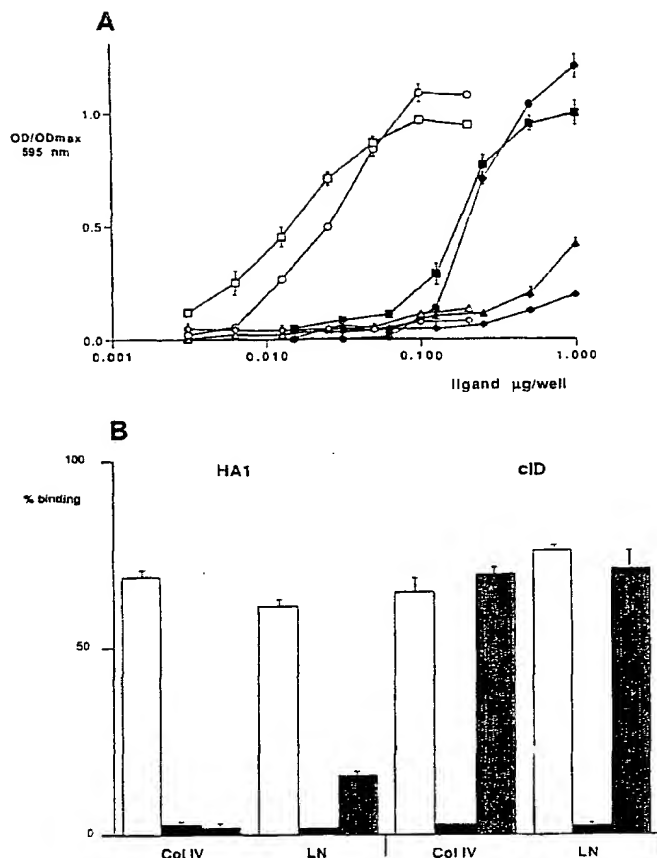 A
1.0
OD/ODmax
595 nm
0.5
0.0
0.001 0.010 0.100 1.000
ligand µg/well
B
100
HA1 cID
% binding
50
0
Col IV LN Col IV LN